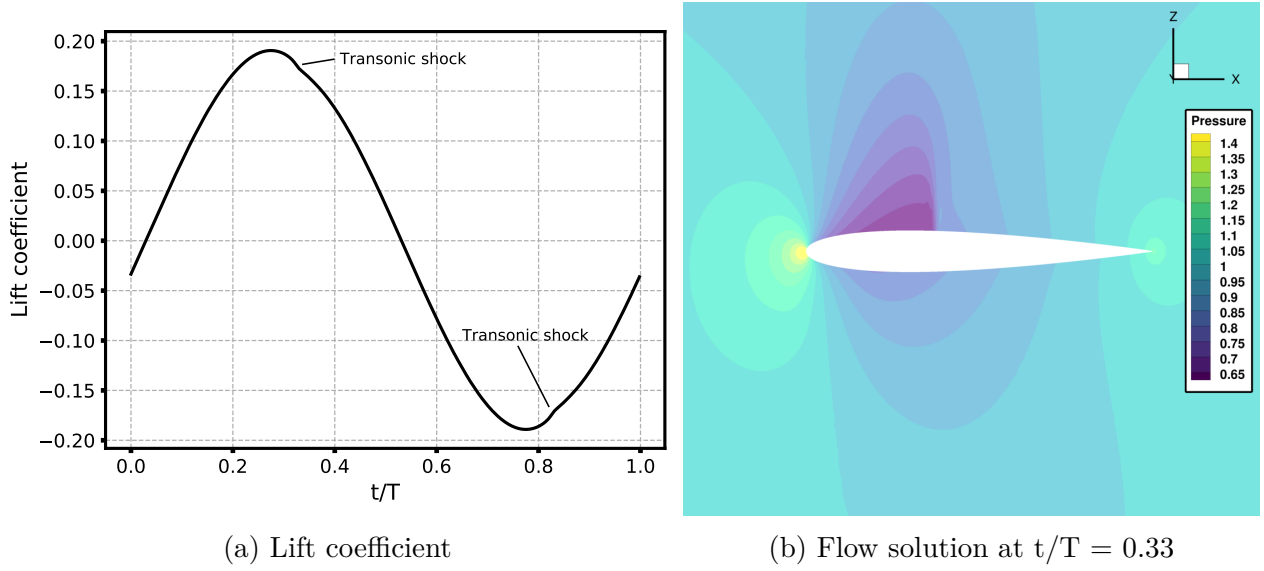 0.20
0.15
0.10
0.05
0.00
−0.05
−0.10
−0.15
−0.20
Lift coefficient
Transonic shock
Transonic shock
0.0 0.2 0.4 0.6 0.8 1.0
t/T
(a) Lift coefficient
Z
Y X
Pressure
1.4
1.35
1.3
1.25
1.2
1.15
1.1
1.05
1
0.95
0.9
0.85
0.8
0.75
0.7
0.65
(b) Flow solution at t/T = 0.33